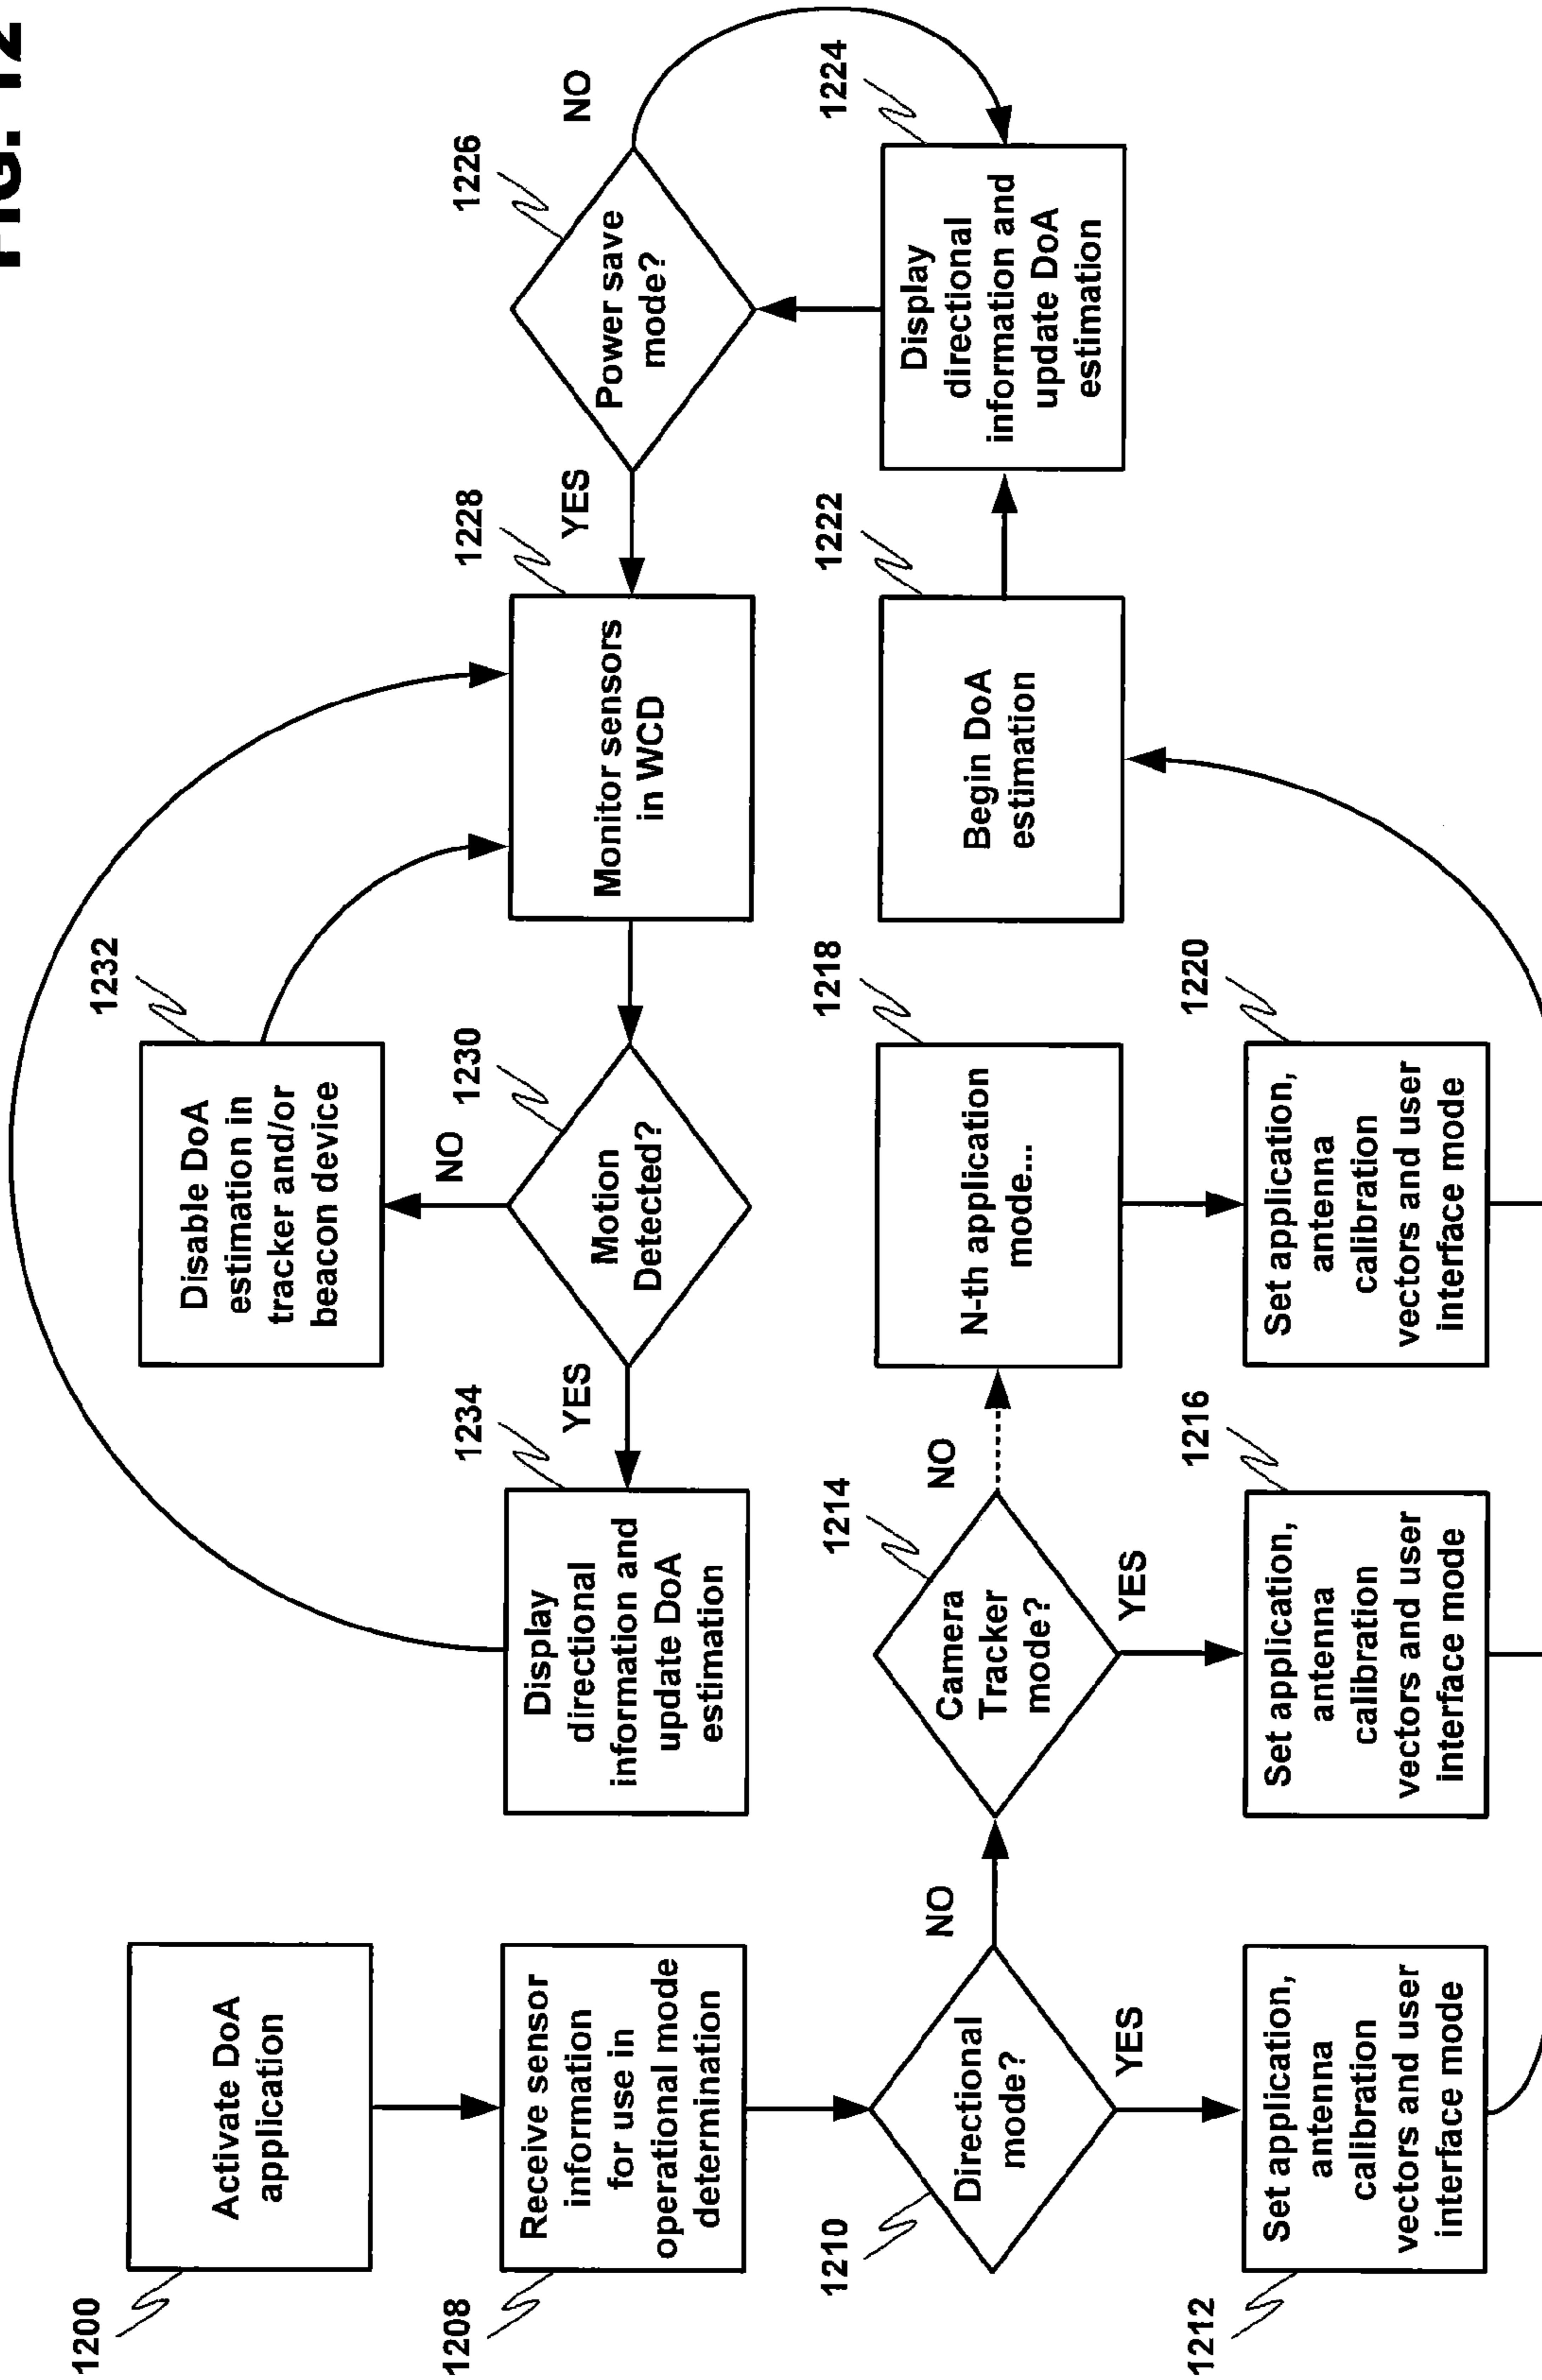 FIG. 12
1200
Activate DoA
application
1208
Receive sensor
information
for use in
operational mode
determination
1210
Directional
mode?
NO
YES
1212
Set application,
antenna
calibration
vectors and user
interface mode
1214
Camera
Tracker
mode?
NO
YES
1216
Set application,
antenna
calibration
vectors and user
interface mode
1218
N-th application
mode...
1220
Set application,
antenna
calibration
vectors and user
interface mode
1222
Begin DoA
estimation
1224
Display
directional
information and
update DoA
estimation
1226
Power save
mode?
NO
YES
1228
Monitor sensors
in WCD
1230
Motion
Detected?
NO
YES
1232
Disable DoA
estimation in
tracker and/or
beacon device
1234
Display
directional
information and
update DoA
estimation